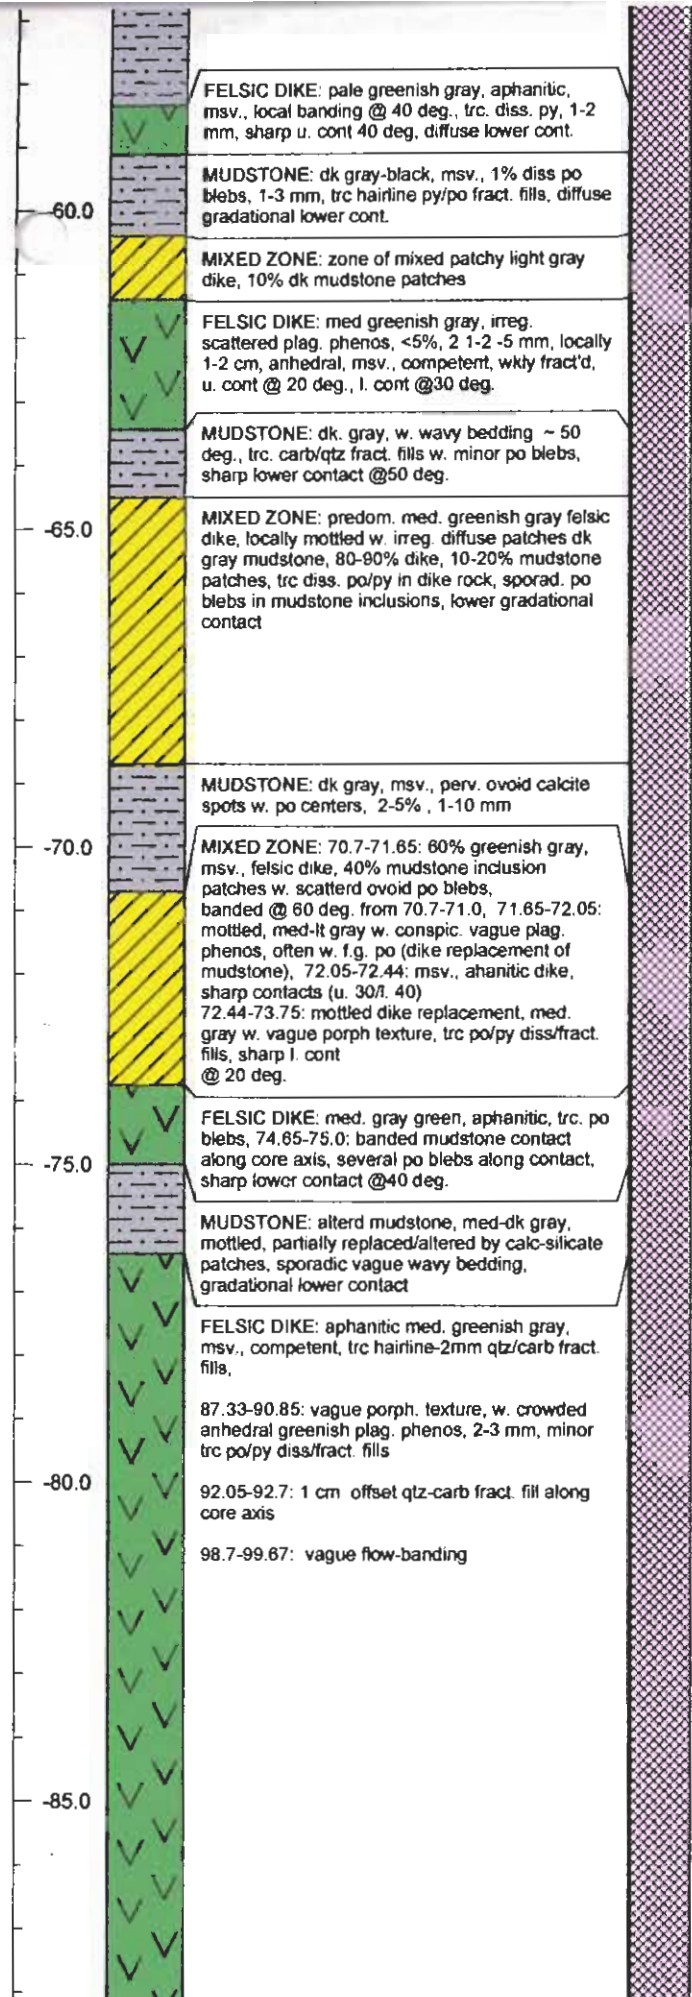 FELSIC DIKE: pale greenish gray, aphanitic,
msv., local banding @ 40 deg., trc. diss. py, 1-2
mm, sharp u. cont 40 deg, diffuse lower cont.
MUDSTONE: dk gray-black, msv., 1% diss po
blebs, 1-3 mm, trc hairline py/po fract. fills, diffuse
gradational lower cont.
-60.0
MIXED ZONE: zone of mixed patchy light gray
dike, 10% dk mudstone patches
FELSIC DIKE: med greenish gray, irreg.
scattered plag. phenos, <5%, 2 1-2 -5 mm, locally
1-2 cm, anhedral, msv., competent, wkly fract'd,
u. cont @ 20 deg., l. cont @30 deg.
MUDSTONE: dk. gray, w. wavy bedding ~ 50
deg., trc. carb/qtz fract. fills w. minor po blebs,
sharp lower contact @50 deg.
-65.0
MIXED ZONE: predom. med. greenish gray felsic
dike, locally mottled w. irreg. diffuse patches dk
gray mudstone, 80-90% dike, 10-20% mudstone
patches, trc diss. po/py in dike rock, sporad. po
blebs in mudstone inclusions, lower gradational
contact
MUDSTONE: dk gray, msv., perv. ovoid calcite
spots w. po centers, 2-5% , 1-10 mm
-70.0
MIXED ZONE: 70.7-71.65: 60% greenish gray,
msv., felsic dike, 40% mudstone inclusion
patches w. scatterd ovoid po blebs,
banded @ 60 deg. from 70.7-71.0, 71.65-72.05:
mottled, med-lt gray w. conspic. vague plag.
phenos, often w. f.g. po (dike replacement of
mudstone), 72.05-72.44: msv., ahanitic dike,
sharp contacts (u. 30/l. 40)
72.44-73.75: mottled dike replacement, med.
gray w. vague porph texture, trc po/py diss/fract.
fills, sharp l. cont
@ 20 deg.
FELSIC DIKE: med. gray green, aphanitic, trc. po
blebs, 74.65-75.0: banded mudstone contact
along core axis, several po blebs along contact,
sharp lower contact @40 deg.
-75.0
MUDSTONE: alterd mudstone, med-dk gray,
mottled, partially replaced/altered by calc-silicate
patches, sporadic vague wavy bedding,
gradational lower contact
FELSIC DIKE: aphanitic med. greenish gray,
msv., competent, trc hairline-2mm qtz/carb fract.
fills,
87.33-90.85: vague porph. texture, w. crowded
anhedral greenish plag. phenos, 2-3 mm, minor
trc po/py diss/fract. fills
-80.0
92.05-92.7: 1 cm offset qtz-carb fract. fill along
core axis
98.7-99.67: vague flow-banding
-85.0